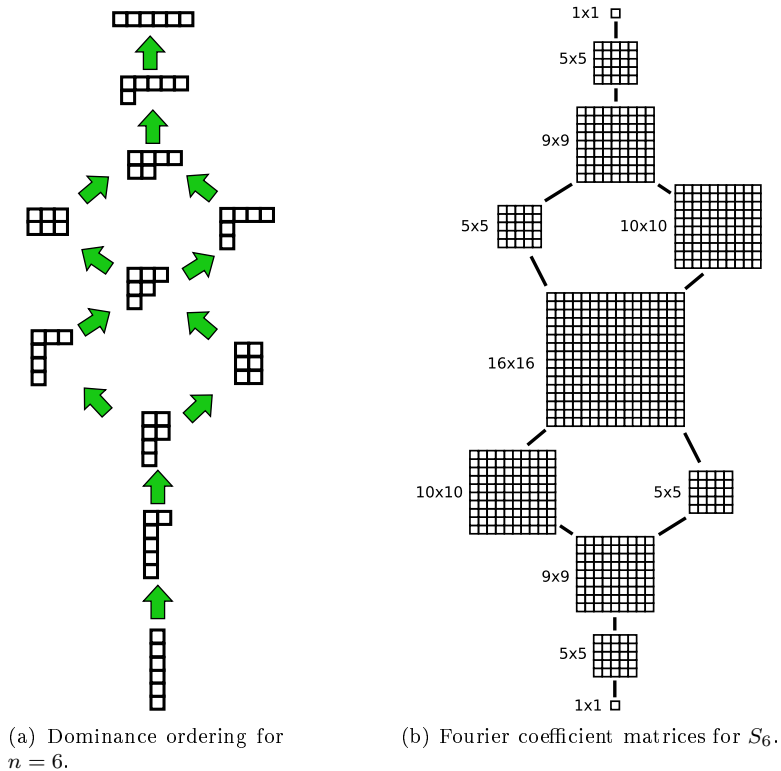 1x1
5x5
9x9
5x5
10x10
16x16
10x10
5x5
9x9
5x5
1x1
(a) Dominance ordering for
n = 6.
(b) Fourier coefficient matrices for S₆.